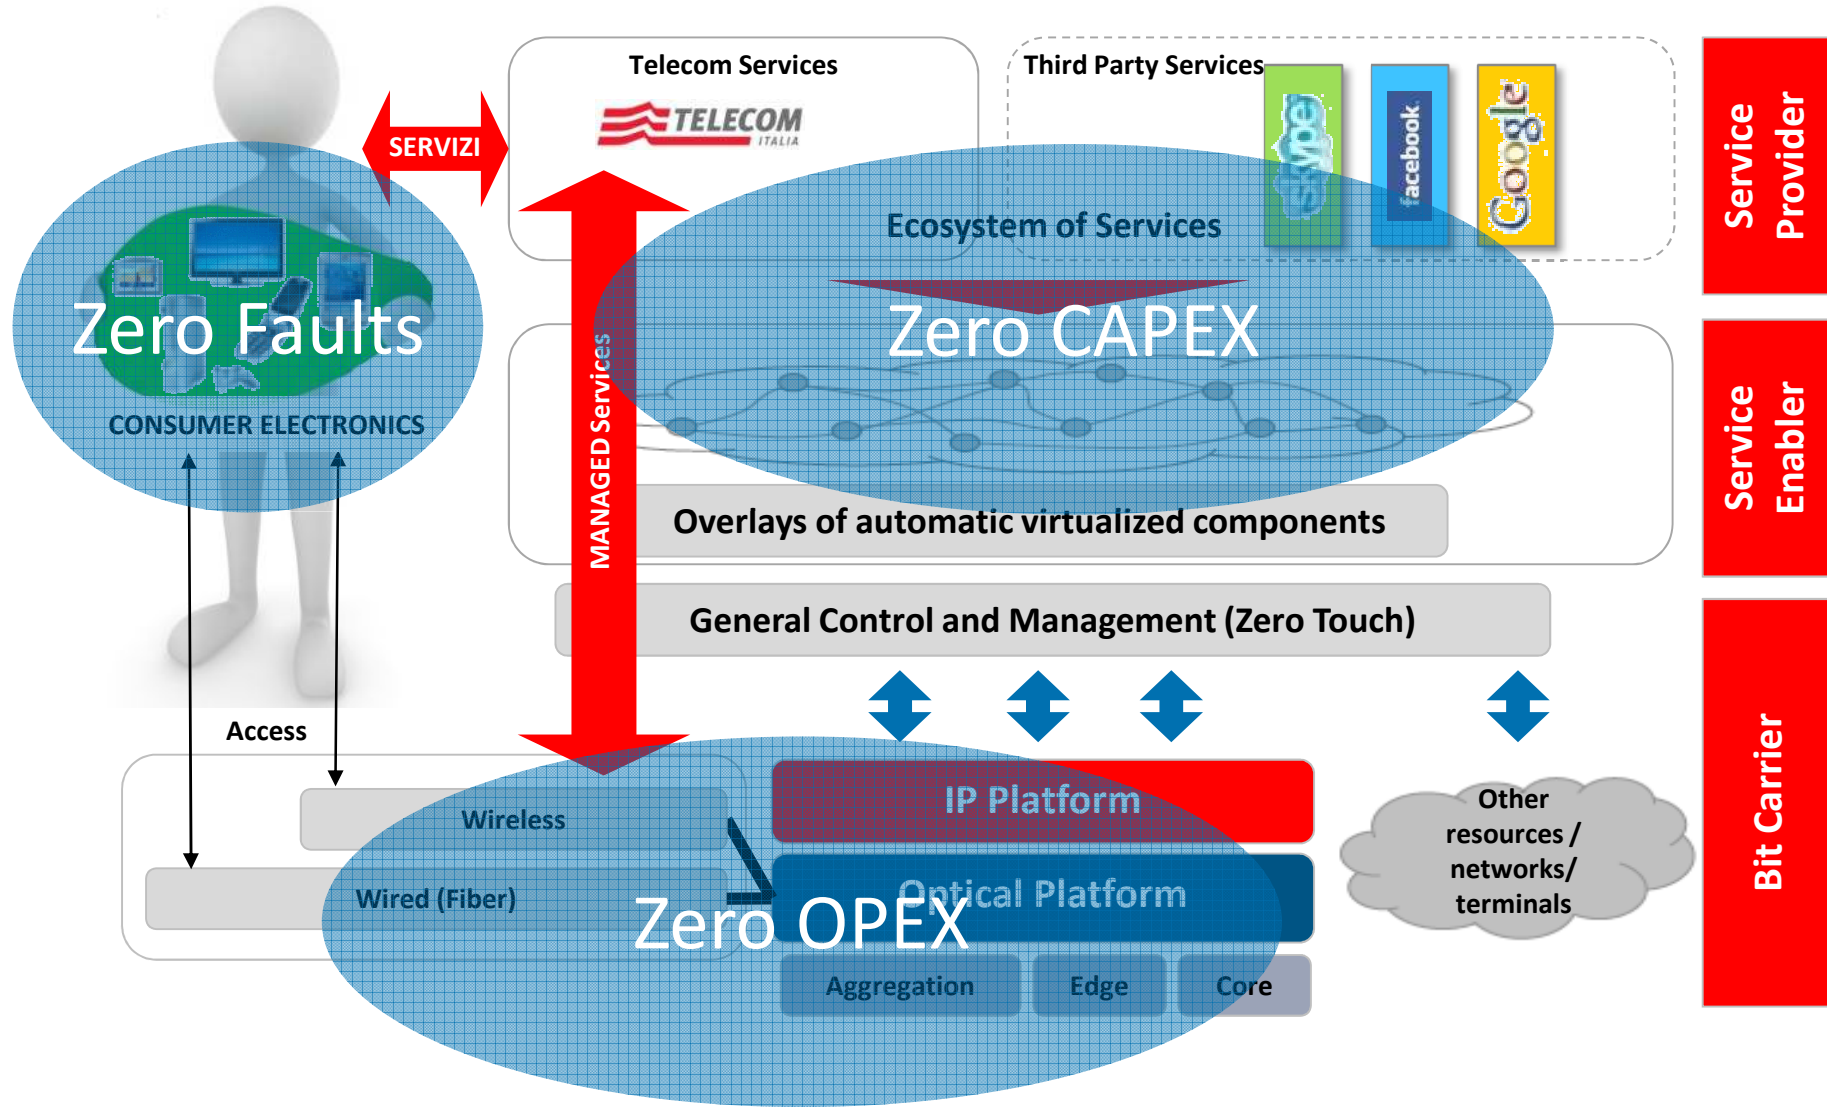 Telecom Services
TELECOM
ITALIA
Third Party Services
skype
facebook
Google
Service
Provider
SERVIZI
Ecosystem of Services
Zero Faults
CONSUMER ELECTRONICS
Zero CAPEX
MANAGED Services
Service
Enabler
Overlays of automatic virtualized components
General Control and Management (Zero Touch)
Access
Wireless
Wired (Fiber)
IP Platform
Optical Platform
Zero OPEX
Aggregation
Edge
Core
Other
resources /
networks/
terminals
Bit Carrier